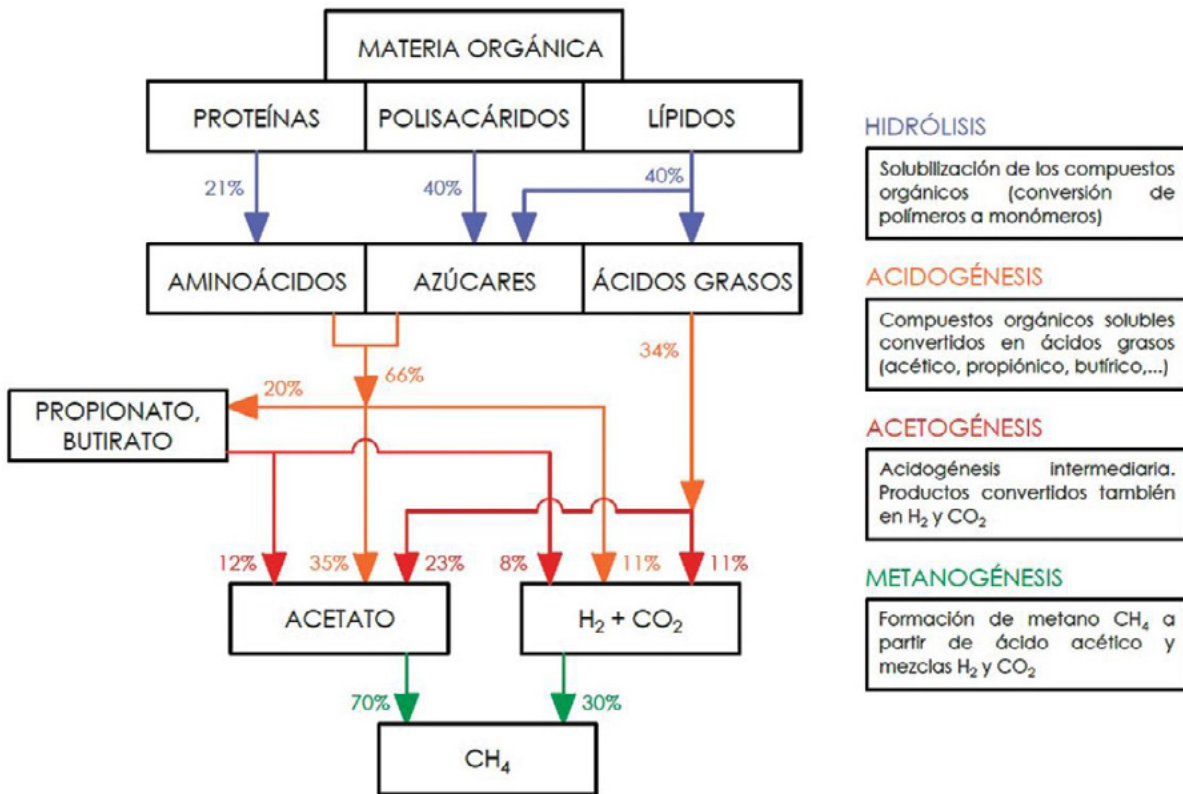 MATERIA ORGÁNICA
PROTEÍNAS
POLISACÁRIDOS
LÍPIDOS
21%
40%
40%
AMINOÁCIDOS
AZÚCARES
ÁCIDOS GRASOS
34%
66%
20%
PROPIONATO,
BUTIRATO
12%
35%
23%
8%
11%
11%
ACETATO
H₂ + CO₂
70%
30%
CH₄
HIDRÓLISIS
Solubilización de los compuestos
orgánicos (conversión de
polímeros a monómeros)
ACIDOGÉNESIS
Compuestos orgánicos solubles
convertidos en ácidos grasos
(acético, propiónico, butírico,...)
ACETOGÉNESIS
Acidogénesis intermediaria.
Productos convertidos también
en H₂ y CO₂
METANOGÉNESIS
Formación de metano CH₄ a
partir de ácido acético y
mezclas H₂ y CO₂